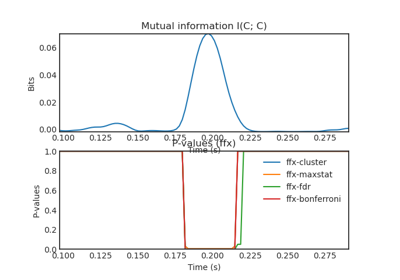 Mutual information I(C; C)
0.06
0.04
0.02
0.00
Bits
0.100 0.125 0.150 0.175 0.200 0.225 0.250 0.275
Time (s)
P-values (ffx)
1.0
0.8
0.6
0.4
0.2
0.0
P-values
ffx-cluster
ffx-maxstat
ffx-fdr
ffx-bonferroni
0.100 0.125 0.150 0.175 0.200 0.225 0.250 0.275
Time (s)